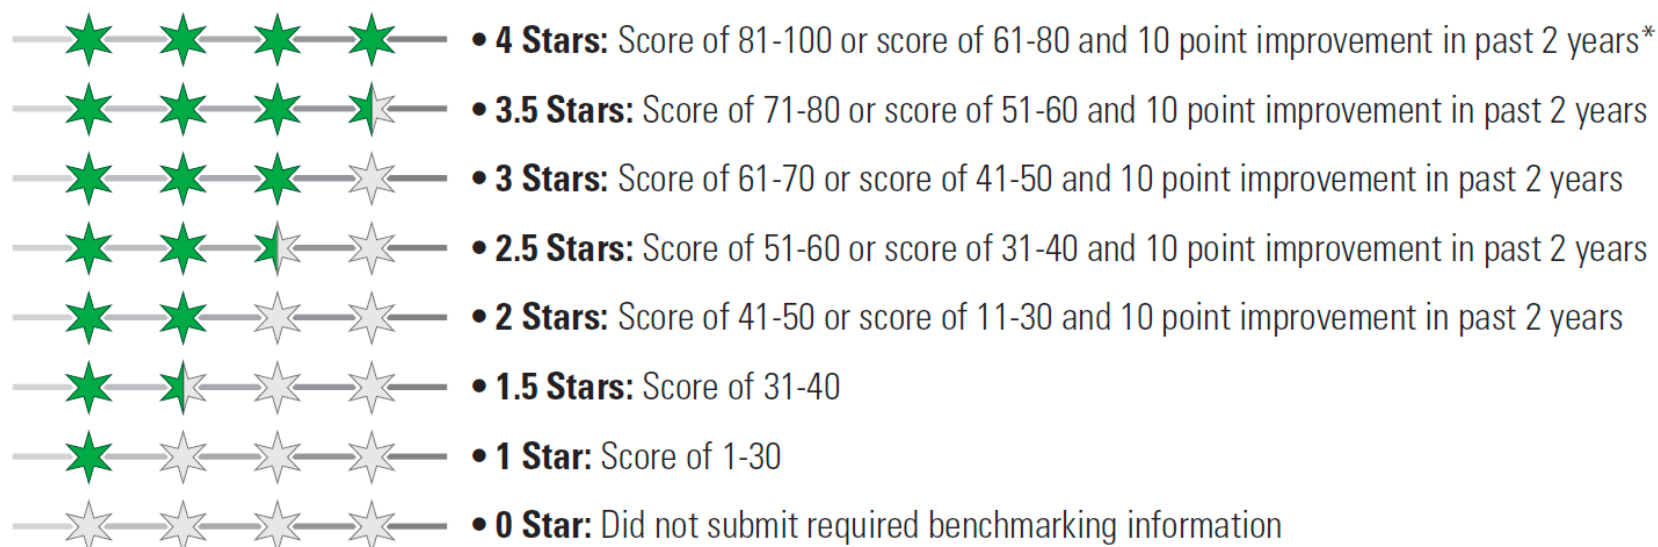 • 4 Stars: Score of 81-100 or score of 61-80 and 10 point improvement in past 2 years*
• 3.5 Stars: Score of 71-80 or score of 51-60 and 10 point improvement in past 2 years
• 3 Stars: Score of 61-70 or score of 41-50 and 10 point improvement in past 2 years
• 2.5 Stars: Score of 51-60 or score of 31-40 and 10 point improvement in past 2 years
• 2 Stars: Score of 41-50 or score of 11-30 and 10 point improvement in past 2 years
• 1.5 Stars: Score of 31-40
• 1 Star: Score of 1-30
• 0 Star: Did not submit required benchmarking information